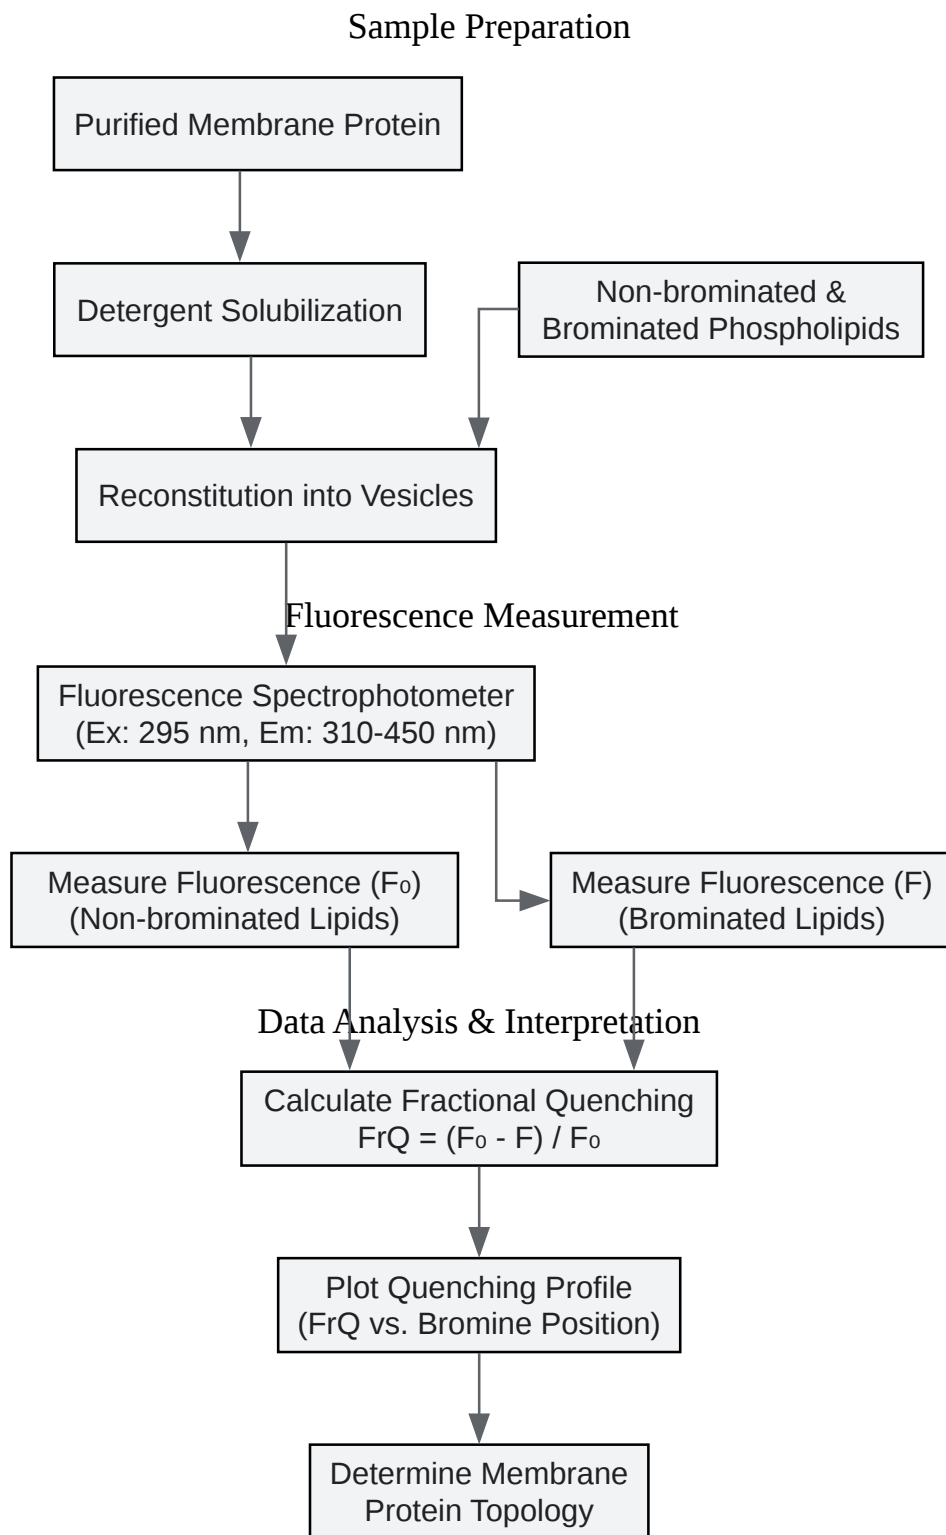 Sample Preparation
Purified Membrane Protein
Detergent Solubilization
Non-brominated &
Brominated Phospholipids
Reconstitution into Vesicles
Fluorescence Measurement
Fluorescence Spectrophotometer
(Ex: 295 nm, Em: 310-450 nm)
Measure Fluorescence (F₀)
(Non-brominated Lipids)
Measure Fluorescence (F)
(Brominated Lipids)
Data Analysis & Interpretation
Calculate Fractional Quenching
FrQ = (F₀ - F) / F₀
Plot Quenching Profile
(FrQ vs. Bromine Position)
Determine Membrane
Protein Topology